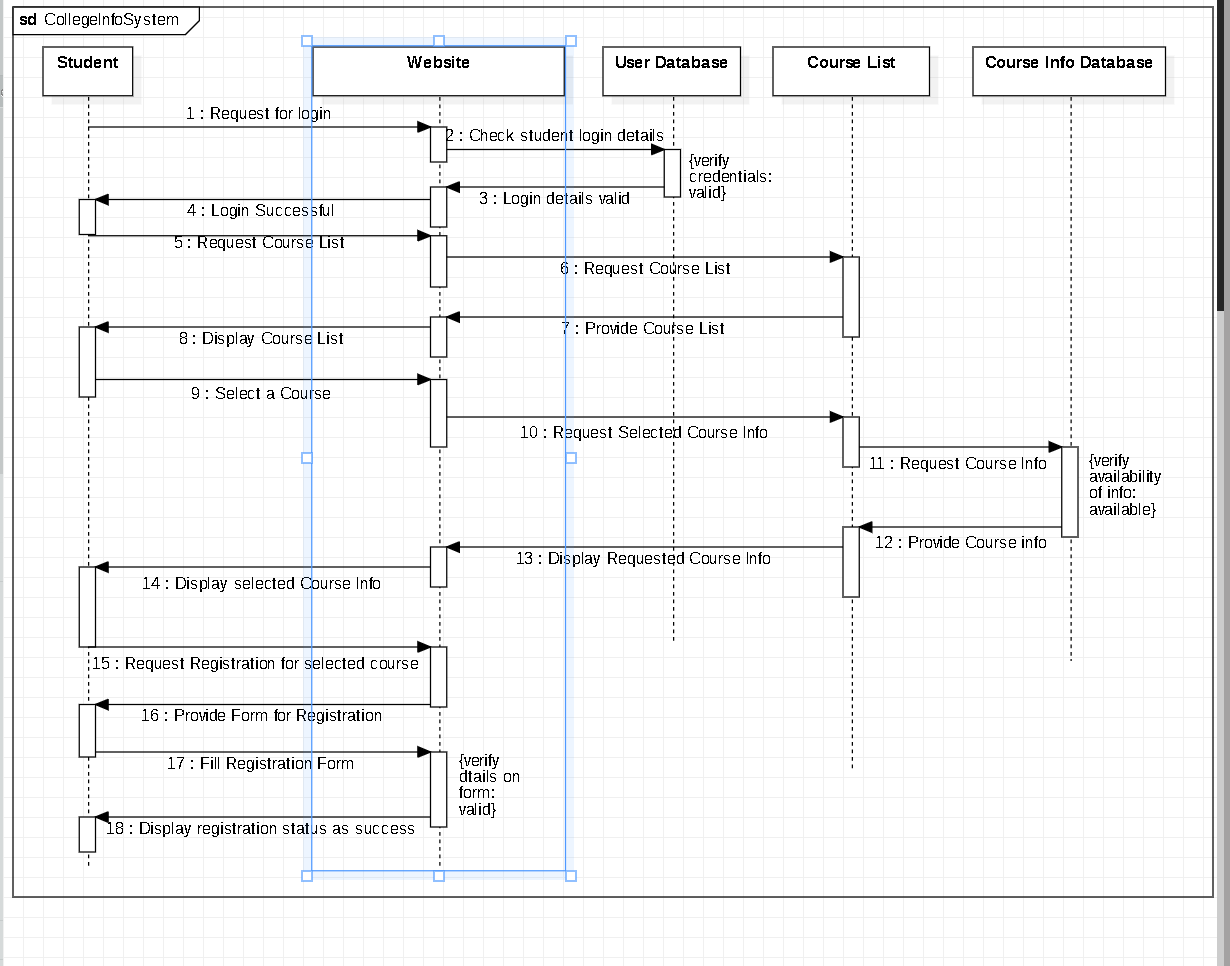 sd CollegeInfoSystem
Student
Website
User Database
Course List
Course Info Database
1 : Request for login
2 : Check student login details
{verify
credentials:
valid}
3 : Login details valid
4 : Login Successful
5 : Request Course List
6 : Request Course List
7 : Provide Course List
8 : Display Course List
9 : Select a Course
10 : Request Selected Course Info
11 : Request Course Info
{verify
availability
of info:
available}
12 : Provide Course info
13 : Display Requested Course Info
14 : Display selected Course Info
15 : Request Registration for selected course
16 : Provide Form for Registration
17 : Fill Registration Form
{verify
dtails on
form:
valid}
18 : Display registration status as success